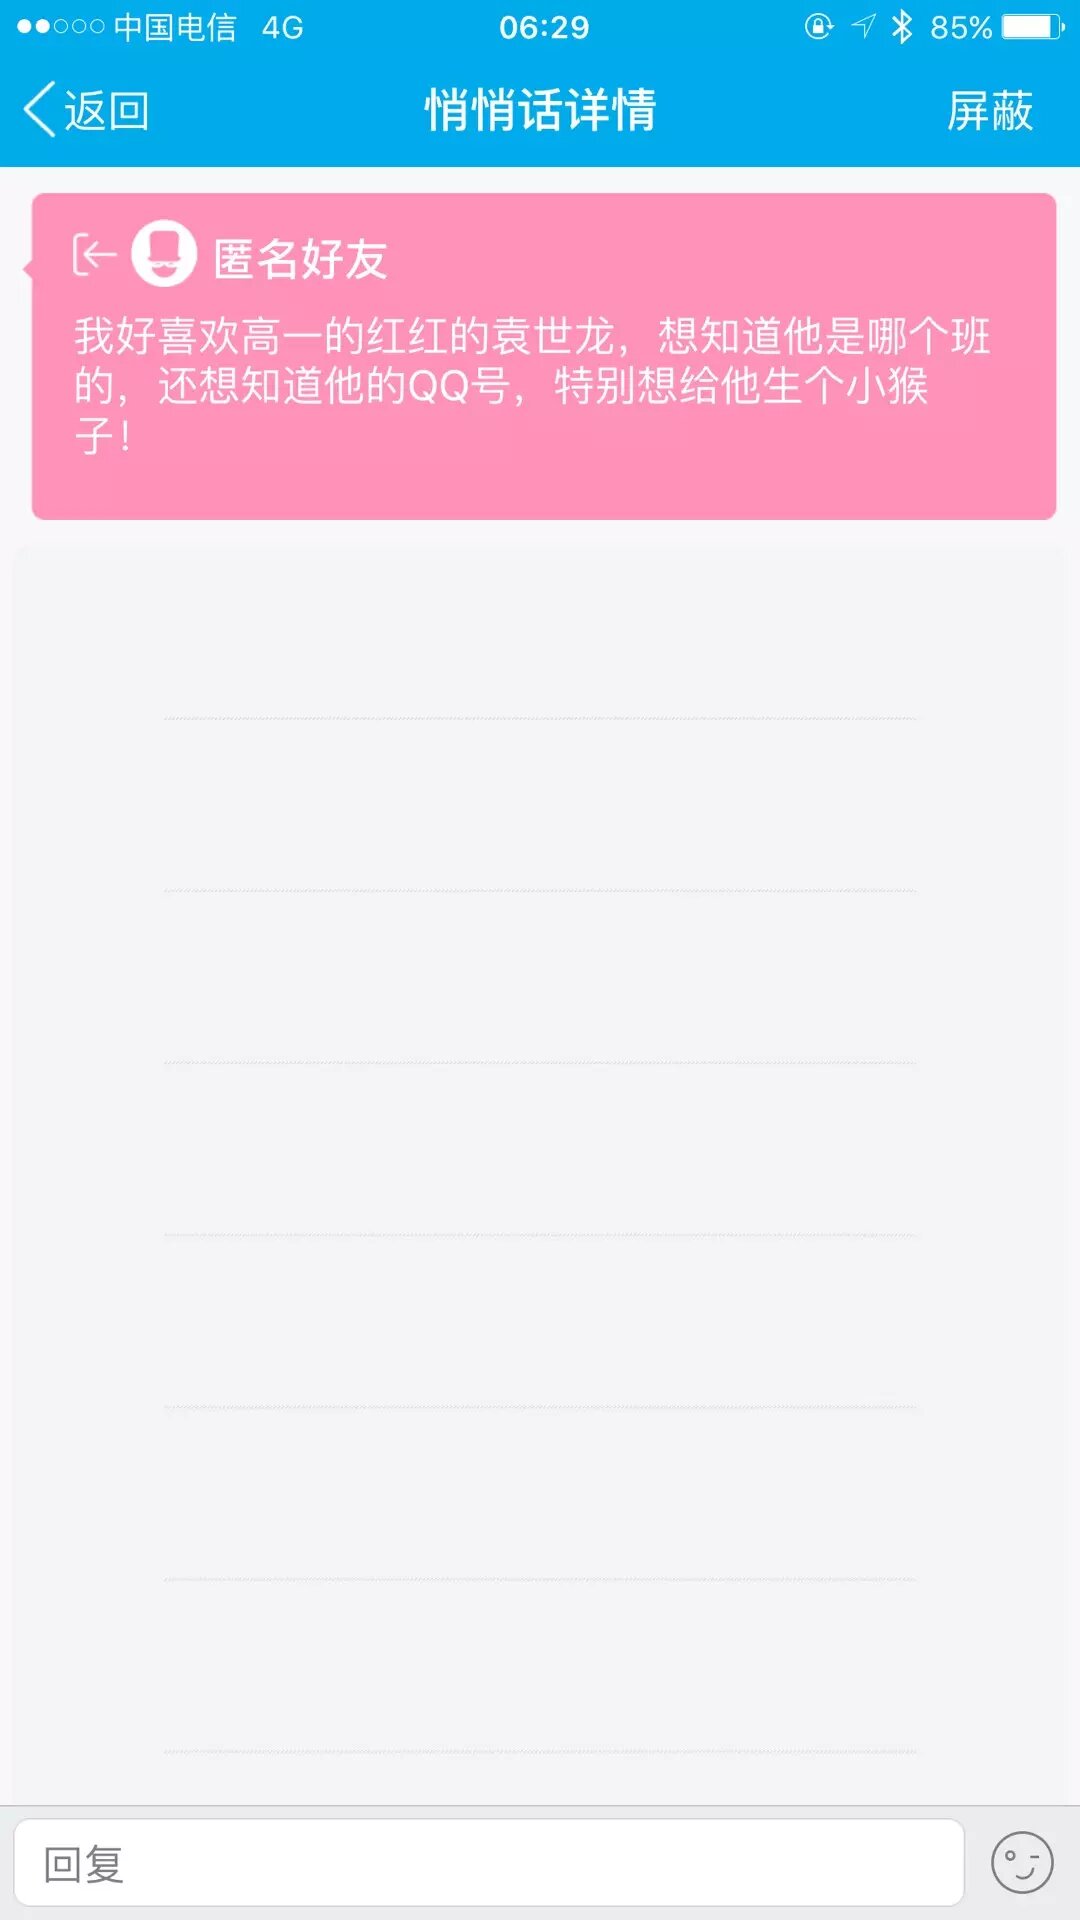 中国电信 4G 06:29 85%
返回 悄悄话详情 屏蔽
匿名好友
我好喜欢高一的红红的袁世龙，想知道他是哪个班
的，还想知道他的QQ号，特别想给他生个小猴
子！
回复